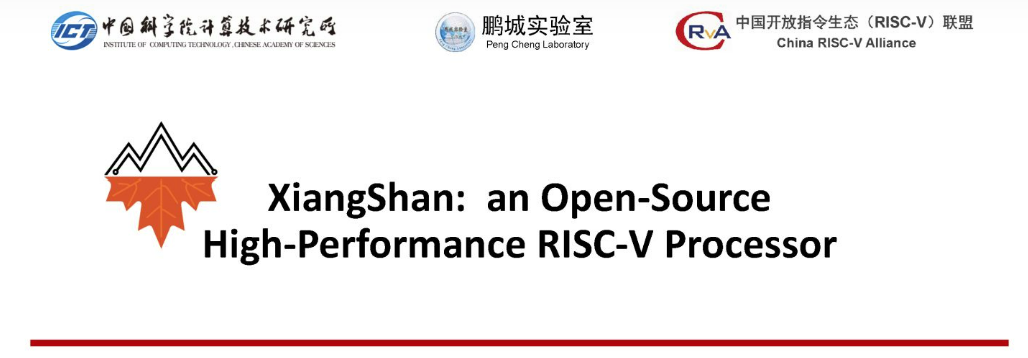 ICT 中国科学院计算技术研究所
INSTITUTE OF COMPUTING TECHNOLOGY, CHINESE ACADEMY OF SCIENCES
鹏城实验室
Peng Cheng Laboratory
CRVA 中国开放指令生态（RISC-V）联盟
China RISC-V Alliance
XiangShan: an Open-Source
High-Performance RISC-V Processor